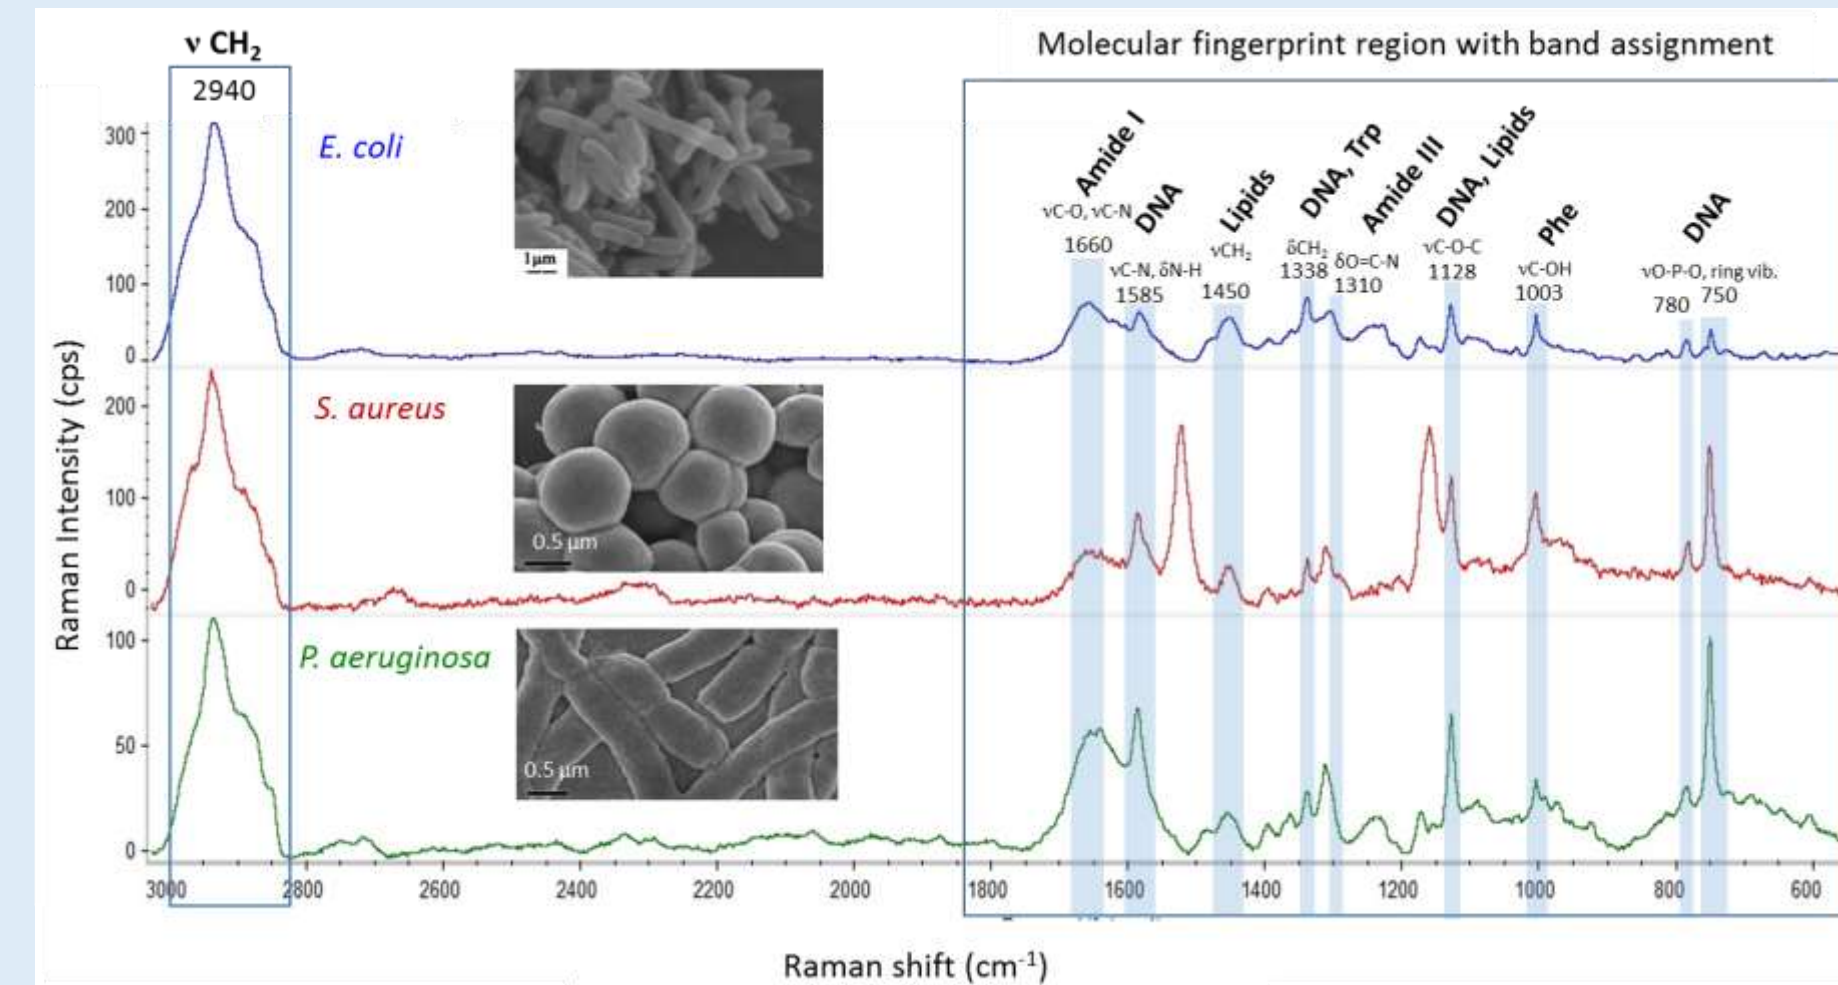 ν CH₂
2940
Molecular fingerprint region with band assignment
E. coli
1μm
S. aureus
0.5 μm
P. aeruginosa
0.5 μm
Amide I
νC-O, νC-N
1660
DNA
νC-N, δN-H
1585
Lipids
νCH₂
1450
DNA, Trp
δCH₂
1338
Amide III
δO=C-N
1310
DNA, Lipids
νC-O-C
1128
Phe
νC-OH
1003
DNA
νO-P-O, ring vib.
780 750
Raman Intensity (cps)
300
200
100
0
200
100
0
100
50
0
3000 2800 2600 2400 2200 2000 1800 1600 1400 1200 1000 800 600
Raman shift (cm⁻¹)